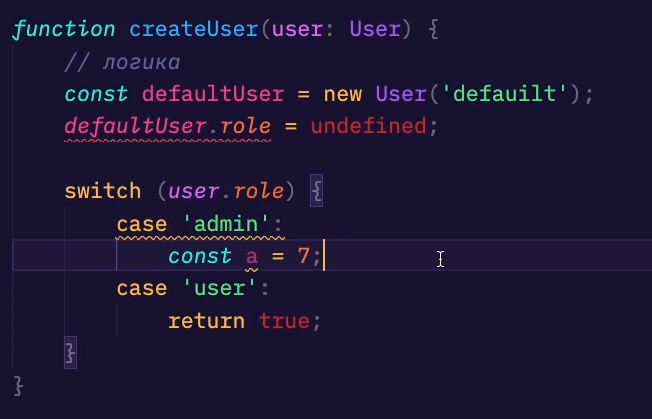 function createUser(user: User) {
// логика
const defaultUser = new User('defauilt');
defaultUser.role = undefined;
switch (user.role) {
case 'admin':
const a = 7;
case 'user':
return true;
}
}